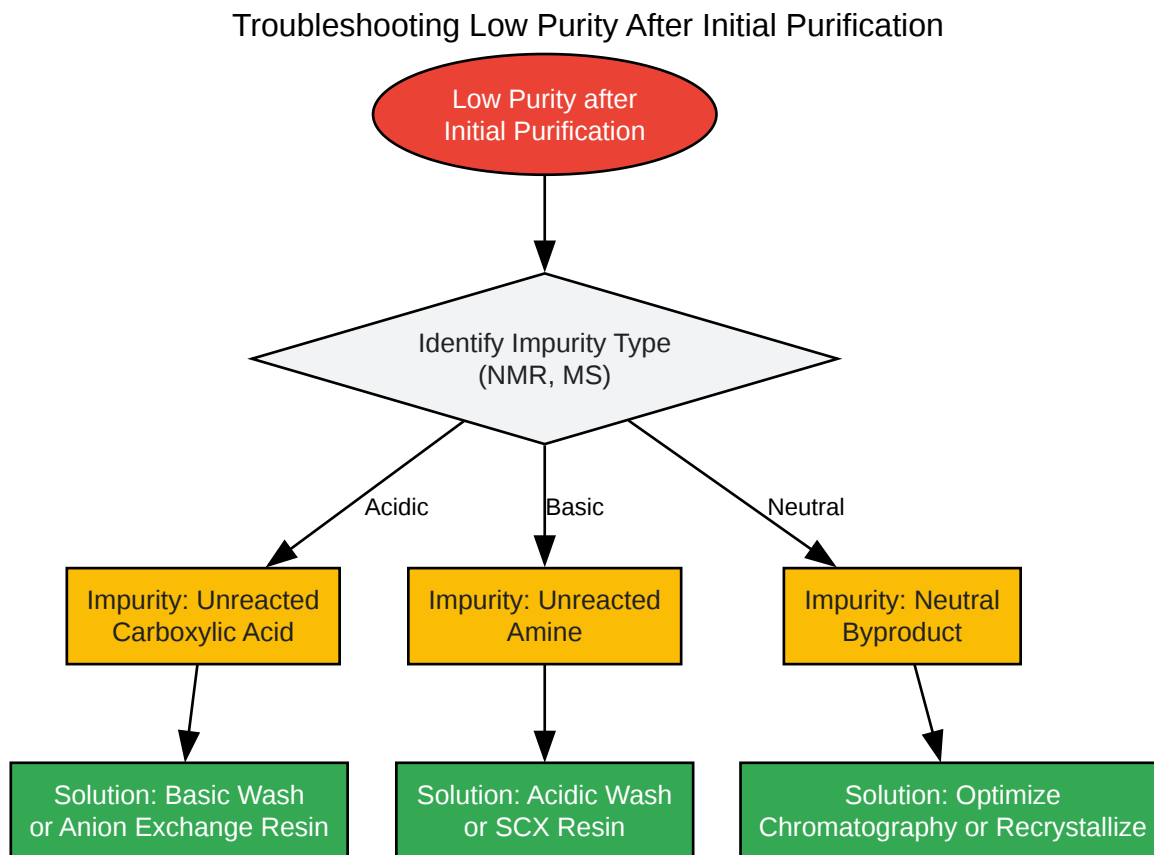 Troubleshooting Low Purity After Initial Purification
Low Purity after
Initial Purification
Identify Impurity Type
(NMR, MS)
Acidic
Basic
Neutral
Impurity: Unreacted
Carboxylic Acid
Impurity: Unreacted
Amine
Impurity: Neutral
Byproduct
Solution: Basic Wash
or Anion Exchange Resin
Solution: Acidic Wash
or SCX Resin
Solution: Optimize
Chromatography or Recrystallize